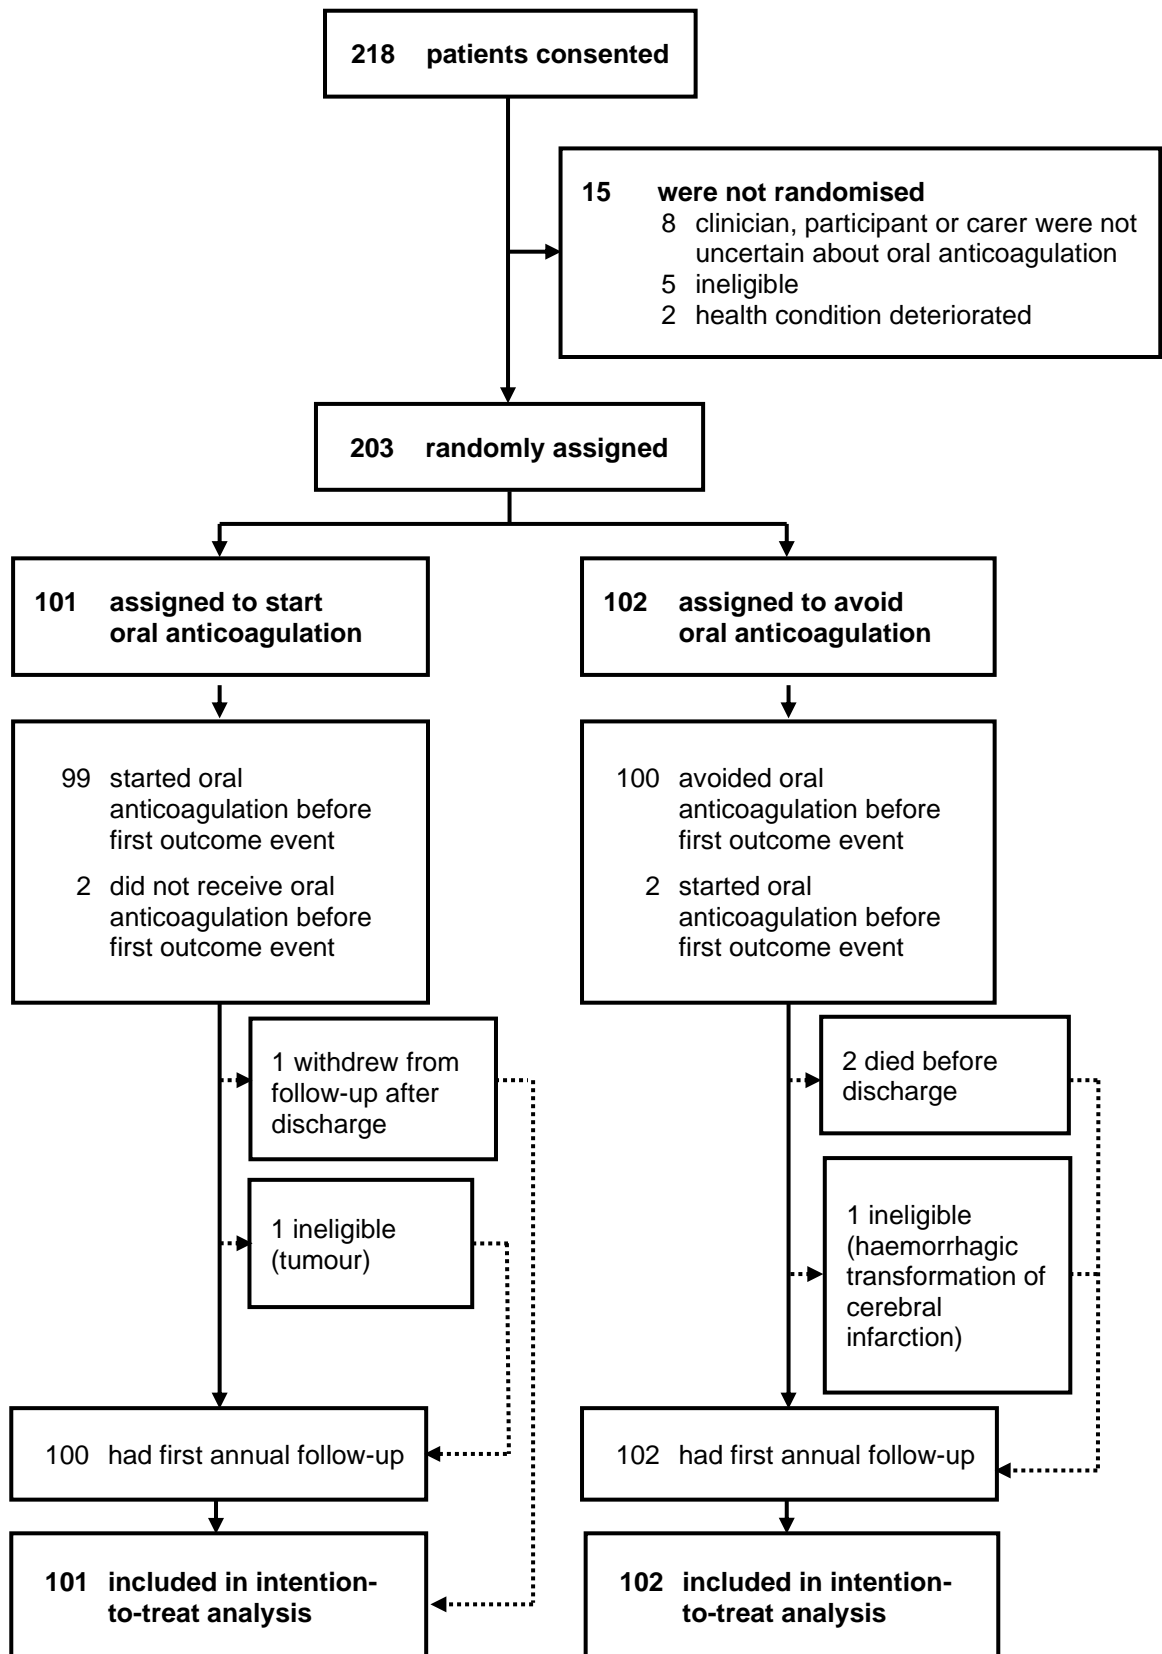 218 patients consented
15 were not randomised
8 clinician, participant or carer were not
uncertain about oral anticoagulation
5 ineligible
2 health condition deteriorated
203 randomly assigned
101 assigned to start
oral anticoagulation
102 assigned to avoid
oral anticoagulation
99 started oral
anticoagulation before
first outcome event
2 did not receive oral
anticoagulation before
first outcome event
100 avoided oral
anticoagulation before
first outcome event
2 started oral
anticoagulation before
first outcome event
1 withdrew from
follow-up after
discharge
2 died before
discharge
1 ineligible
(tumour)
1 ineligible
(haemorrhagic
transformation of
cerebral
infarction)
100 had first annual follow-up
102 had first annual follow-up
101 included in intention-
to-treat analysis
102 included in intention-
to-treat analysis